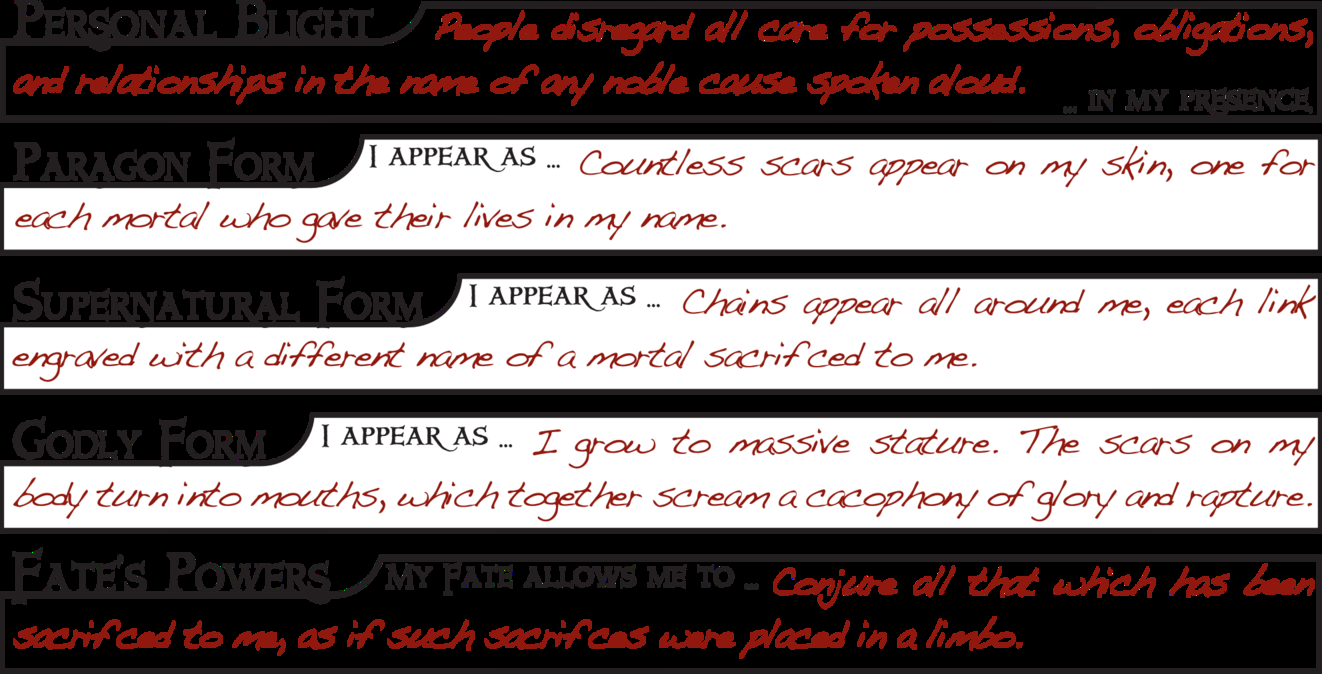 Personal Blight People disregard all care for possessions, obligations,
and relationships in the name of any noble cause spoken aloud.
... in my presence.
Paragon Form I appear as ... Countless scars appear on my skin, one for
each mortal who gave their lives in my name.
Supernatural Form I appear as ... Chains appear all around me, each link
engraved with a different name of a mortal sacrifced to me.
Godly Form I appear as ... I grow to massive stature. The scars on my
body turn into mouths, which together scream a cacophony of glory and rapture.
Fate's Powers My Fate allows me to ... Conjure all that which has been
sacrifced to me, as if such sacrifces were placed in a limbo.